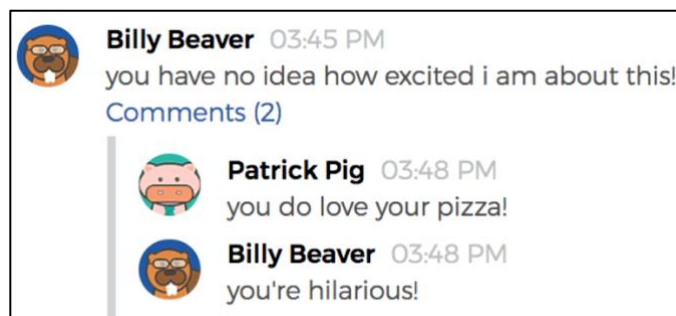 Billy Beaver 03:45 PM
you have no idea how excited i am about this!
Comments (2)
Patrick Pig 03:48 PM
you do love your pizza!
Billy Beaver 03:48 PM
you're hilarious!